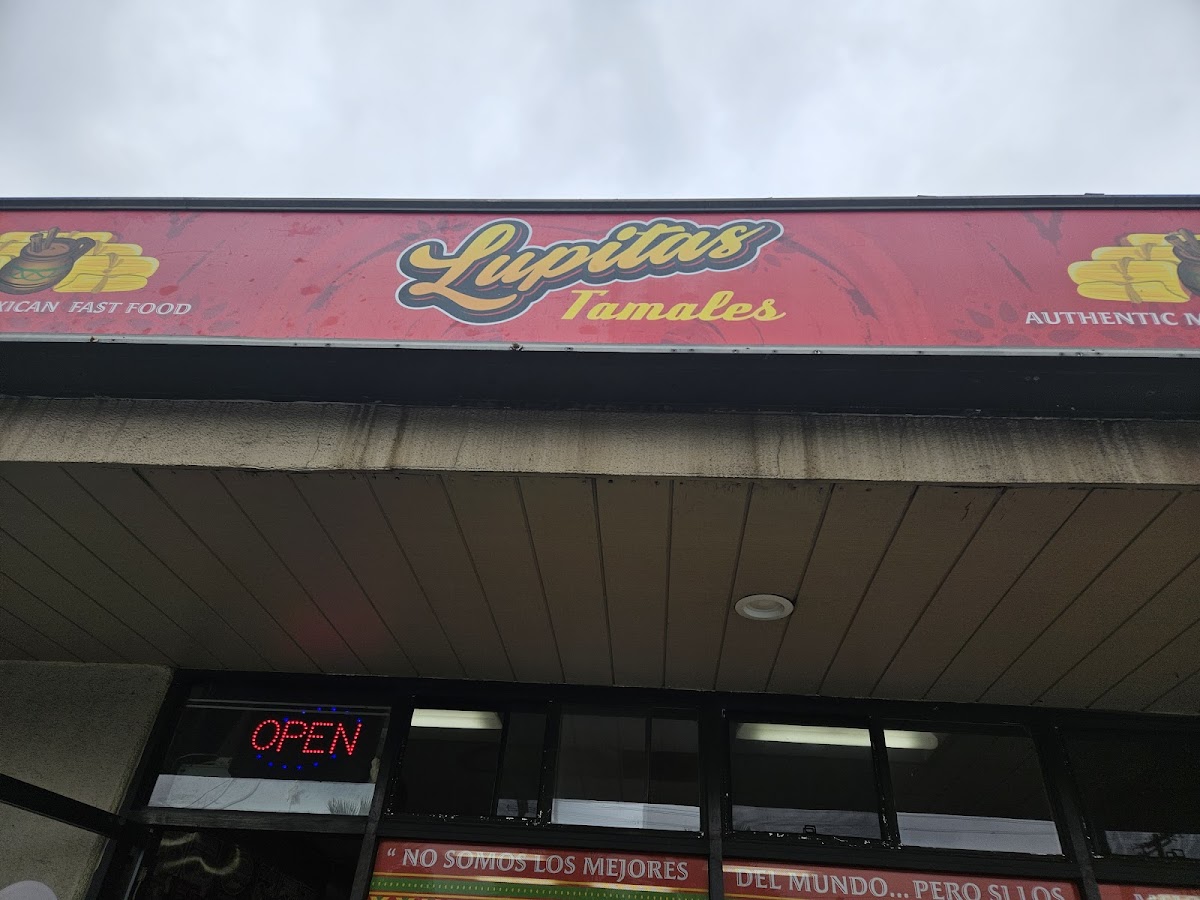 Lupitas
Tamales
XICAN FAST FOOD
AUTHENTIC M
OPEN
“ NO SOMOS LOS MEJORES
DEL MUNDO... PERO SI LOS